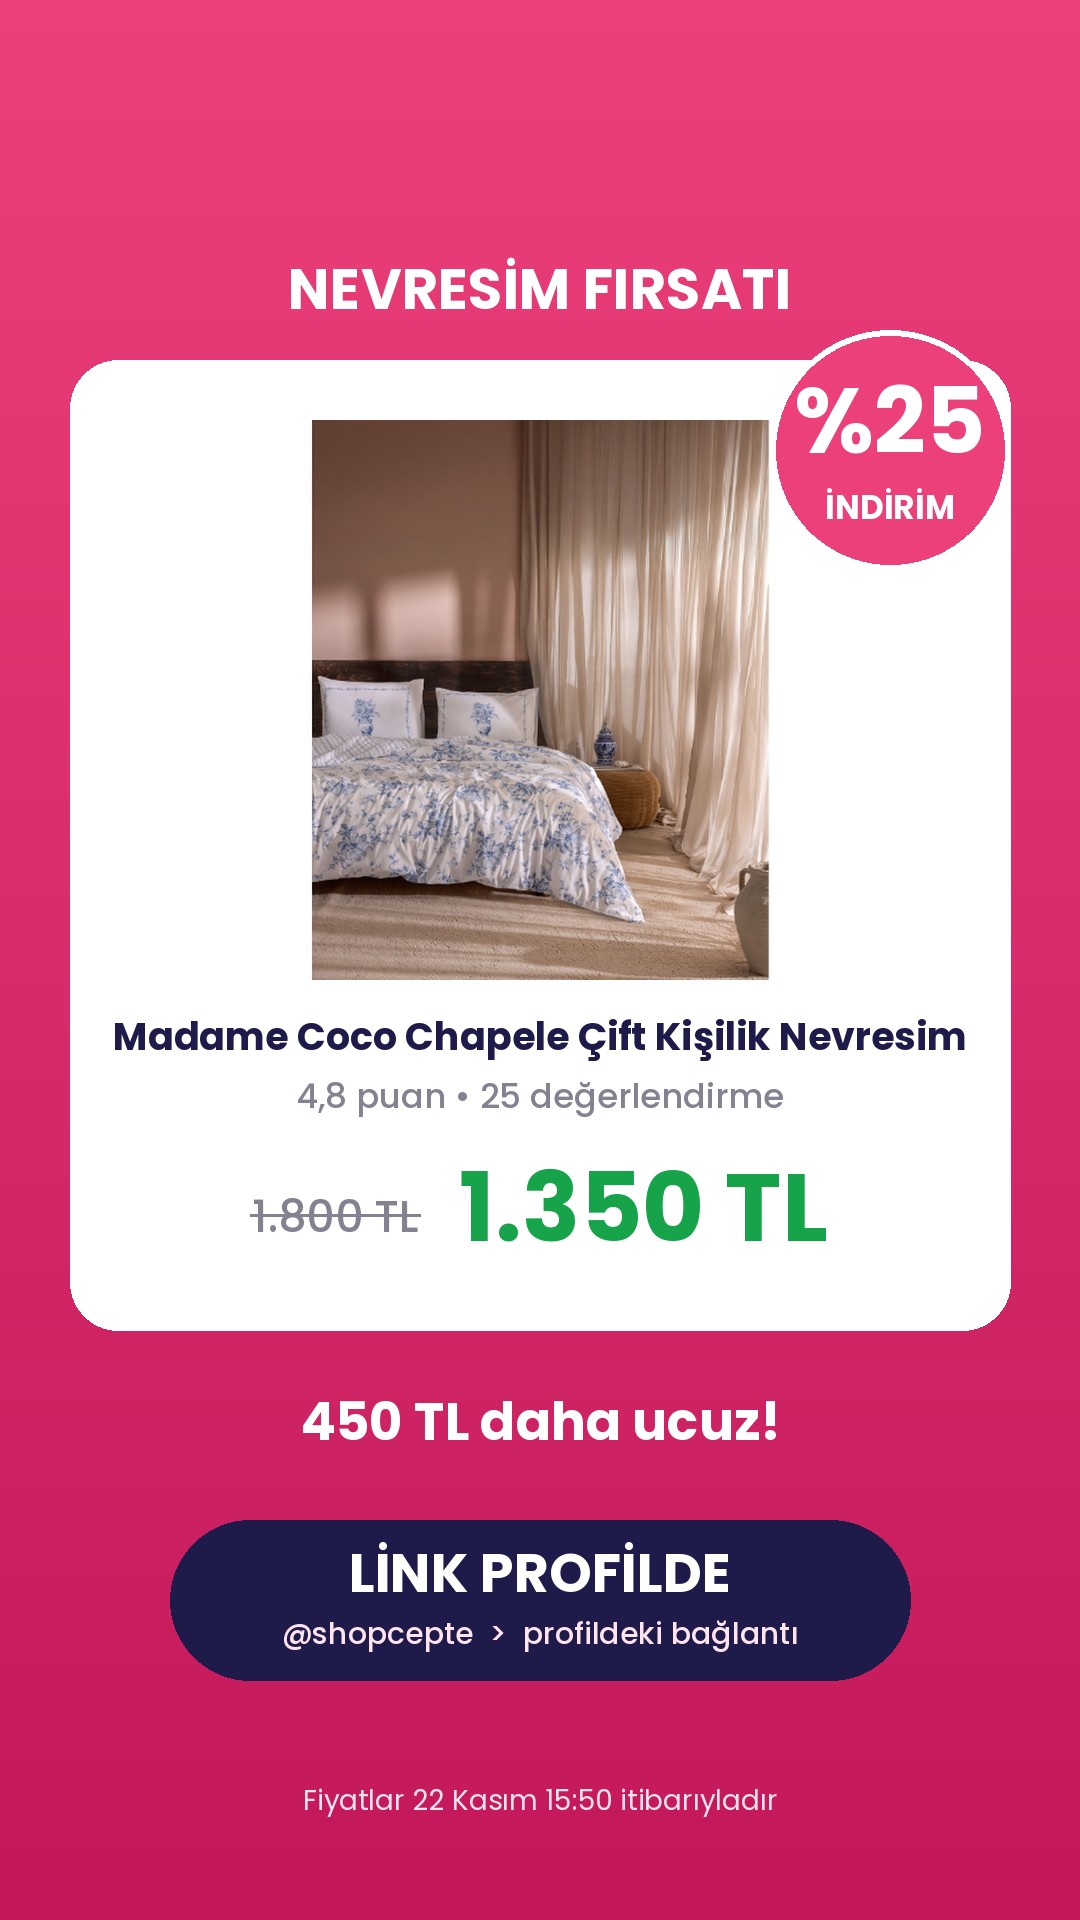 NEVRESİM FIRSATI
%25
İNDİRİM
Madame Coco Chapele Çift Kişilik Nevresim
4,8 puan • 25 değerlendirme
1.800 TL 1.350 TL
450 TL daha ucuz!
LİNK PROFİLDE
@shopcepte > profildeki bağlantı
Fiyatlar 22 Kasım 15:50 itibarıyladır